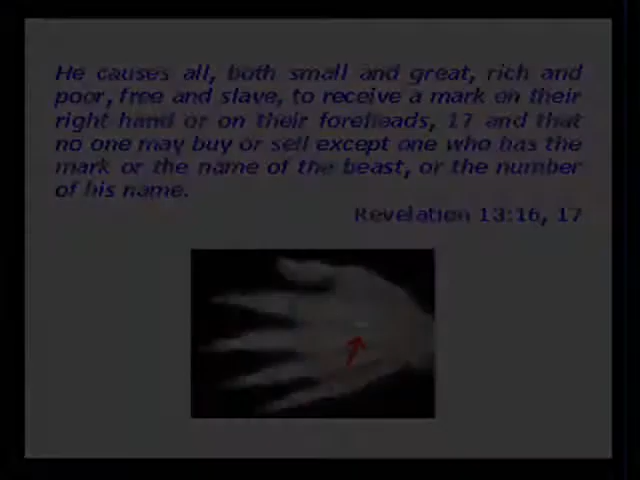 He causes all, both small and great, rich and
poor, free and slave, to receive a mark on their
right hand or on their foreheads, 17 and that
no one may buy or sell except one who has the
mark or the name of the beast, or the number
of his name.
Revelation 13:16, 17